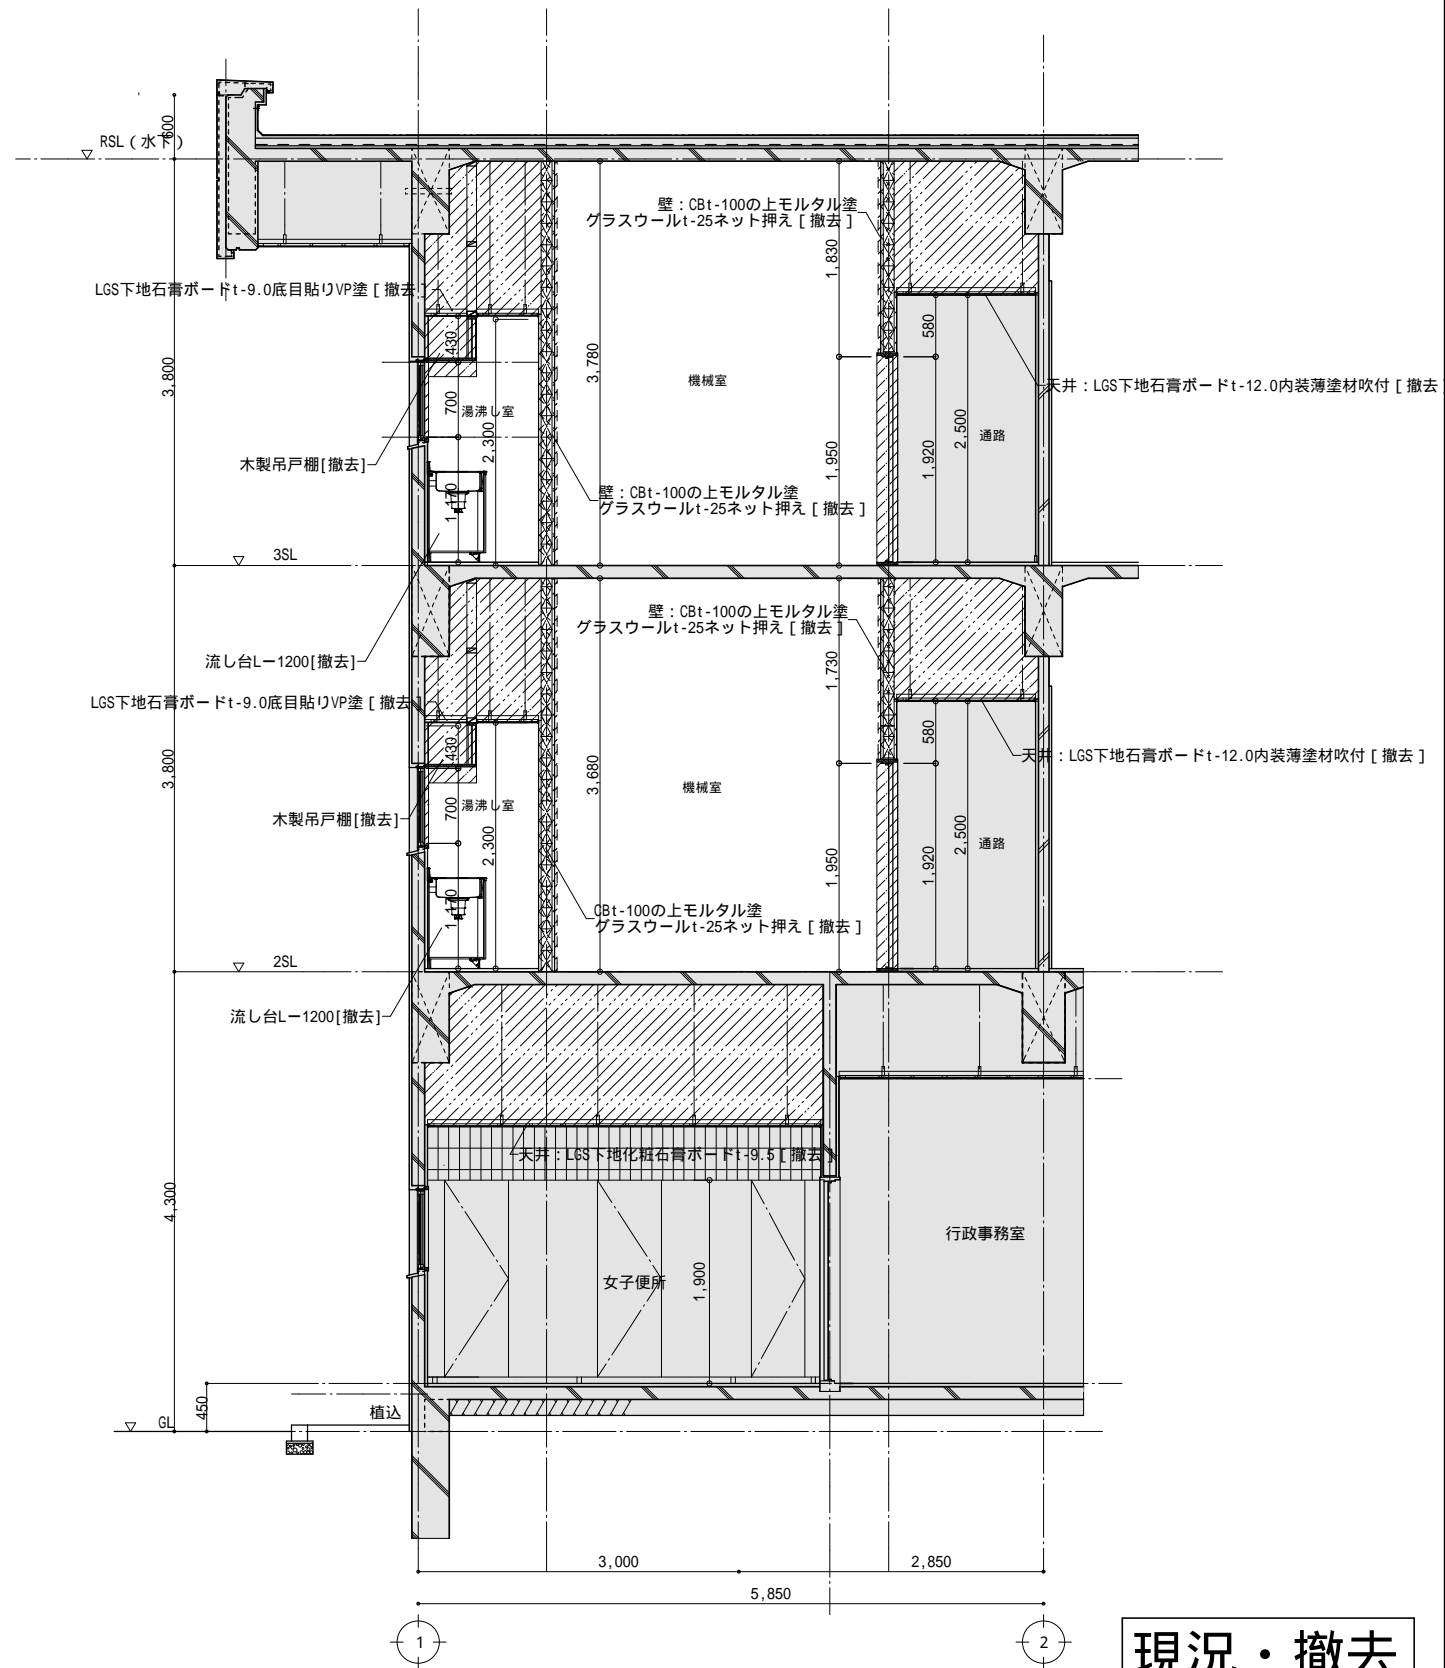 600
RSL(水下)
壁:CBt-100の上モルタル塗
グラスウールt-25ネット押え[撤去]
1,830
LGS下地石膏ボードt-9.0底目貼りVP塗[撤去]
430
580
3,800
3,780
機械室
天井:LGS下地石膏ボードt-12.0内装薄塗材吹付[撤去
700
湯沸し室
2,300
2,500
通路
1,950
1,920
木製吊戸棚[撤去]
壁:CBt-100の上モルタル塗
グラスウールt-25ネット押え[撤去]
3SL
壁:CBt-100の上モルタル塗
グラスウールt-25ネット押え[撤去]
流し台L-1200[撤去]
1,730
LGS下地石膏ボードt-9.0底目貼りVP塗[撤去]
430
580
3,800
3,680
機械室
天井:LGS下地石膏ボードt-12.0内装薄塗材吹付[撤去]
700
湯沸し室
木製吊戸棚[撤去]
2,300
2,500
通路
1,950
1,920
CBt-100の上モルタル塗
グラスウールt-25ネット押え[撤去]
2SL
流し台L-1200[撤去]
天井:LGS下地化粧石膏ボードt-9.5[撤去]
4,300
行政事務室
女子便所
1,900
450
植込
GL
3,000
2,850
5,850
1
2
現況・撤去